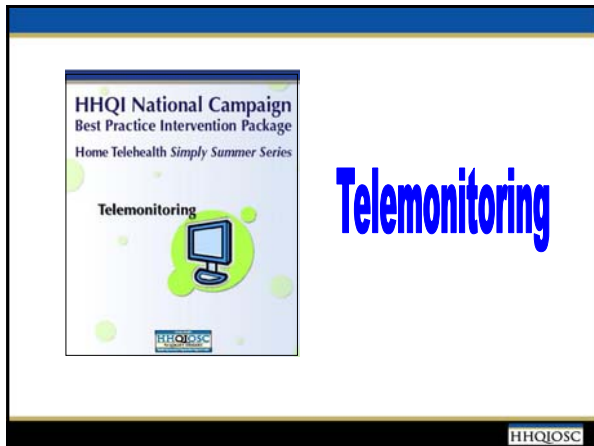 HHQI National Campaign
Best Practice Intervention Package
Home Telehealth Simply Summer Series
Telemonitoring
HHQIOSC
Telemonitoring
HHQIOSC